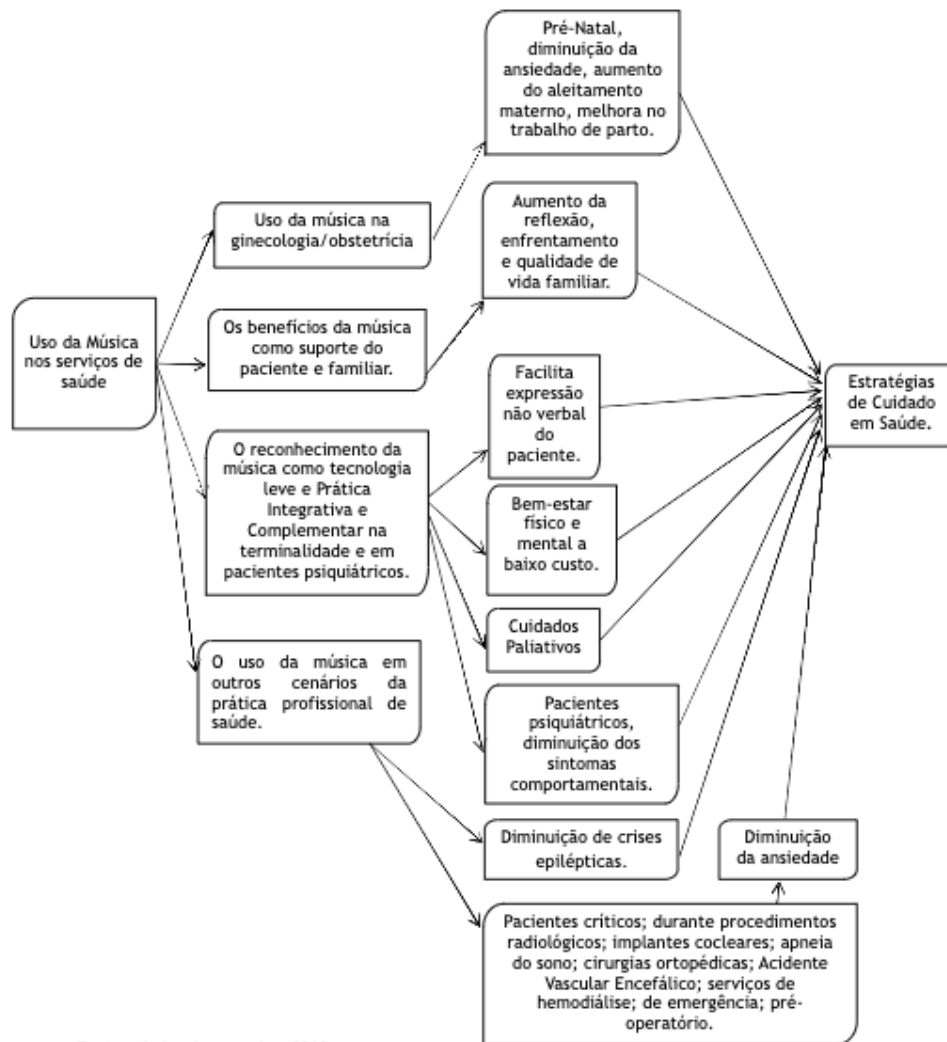 Pré-Natal,
diminuição da
ansiedade, aumento
do aleitamento
materno, melhora no
trabalho de parto.
Uso da música na
ginecologia/obstetrícia
Aumento da
reflexão,
enfrentamento
e qualidade de
vida familiar.
Uso da Música
nos serviços de
saúde
Os benefícios da música
como suporte do
paciente e familiar.
Facilita
expressão
não verbal
do
paciente.
Estratégias
de Cuidado
em Saúde.
O reconhecimento da
música como tecnologia
leve e Prática
Integrativa e
Complementar na
terminalidade e em
pacientes psiquiátricos.
Bem-estar
físico e
mental a
baixo custo.
Cuidados
Paliativos
O uso da música em
outros cenários da
prática profissional de
saúde.
Pacientes
psiquiátricos,
diminuição dos
sintomas
comportamentais.
Diminuição de crises
epilépticas.
Diminuição
da ansiedade
Pacientes críticos; durante procedimentos
radiológicos; implantes cocleares; apneia
do sono; cirurgias ortopédicas; Acidente
Vascular Encefálico; serviços de
hemodiálise; de emergência; pré-
operatório.